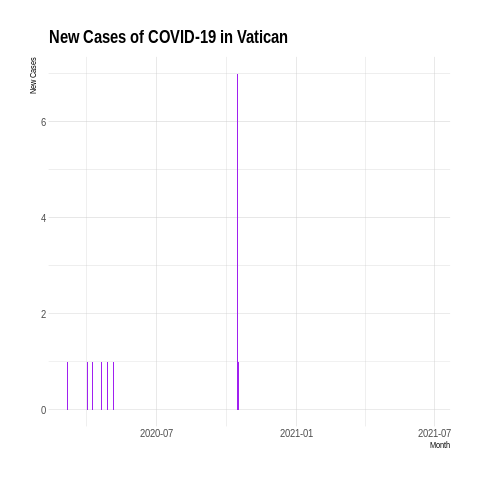 New Cases of COVID-19 in Vatican
New Cases
6
4
2
0
2020-07
2021-01
2021-07
Month